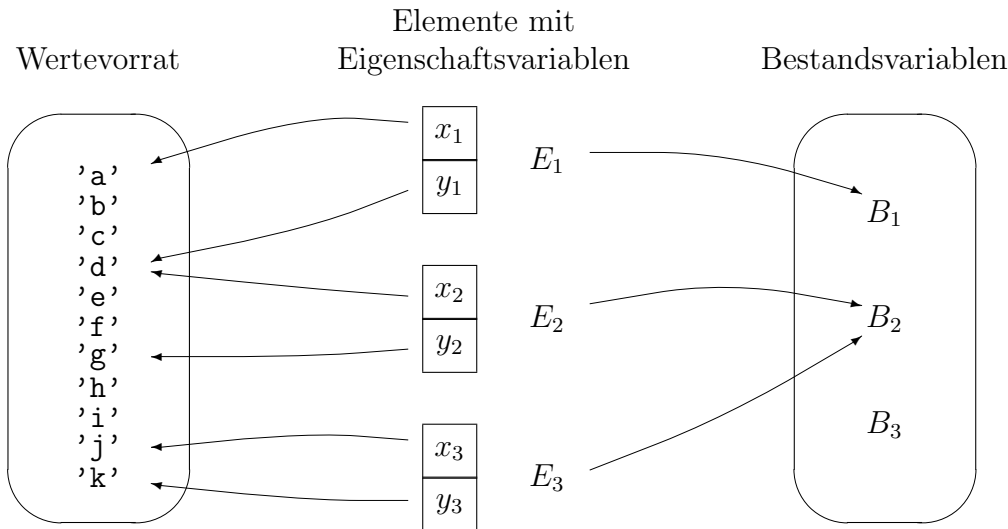 Elemente mit
Wertevorrat Eigenschaftsvariablen Bestandsvariablen
x₁
y₁
E₁
'a'
'b'
'c'
'd'
'e'
'f'
'g'
'h'
'i'
'j'
'k'
B₁
x₂
y₂
E₂
B₂
x₃
y₃
E₃
B₃